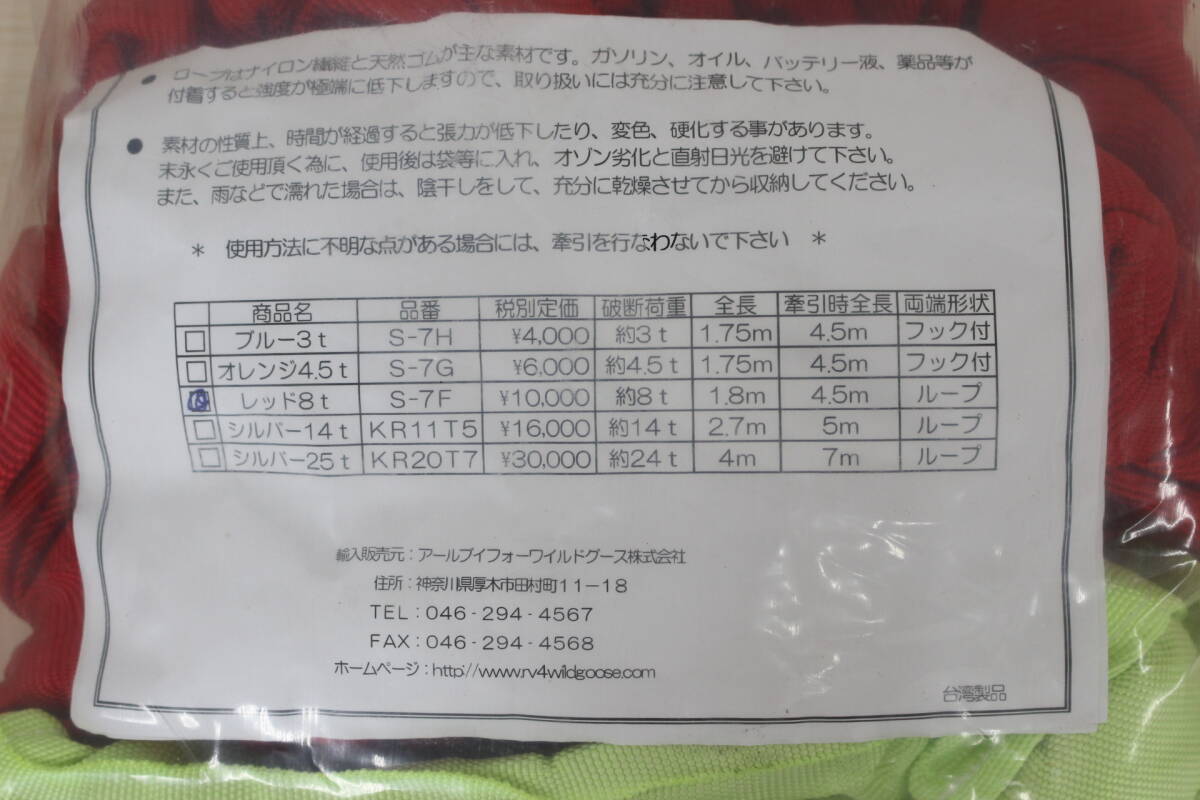 ● ロープはナイロン繊維と天然ゴムが主な素材です。ガソリン、オイル、バッテリー液、薬品等が
付着すると強度が極端に低下しますので、取り扱いには充分に注意して下さい。
● 素材の性質上、時間が経過すると張力が低下したり、変色、硬化する事があります。
末永くご使用頂く為に、使用後は袋等に入れ、オゾン劣化と直射日光を避けて下さい。
また、雨などで濡れた場合は、陰干しをして、充分に乾燥させてから収納してください。
＊ 使用方法に不明な点がある場合には、牽引を行なわないで下さい ＊
商品名 品番 税別定価 破断荷重 全長 牽引時全長 両端形状
□ ブルー3ｔ S-7H ¥4,000 約3ｔ 1.75m 4.5m フック付
□ オレンジ4.5ｔ S-7G ¥6,000 約4.5ｔ 1.75m 4.5m フック付
レッド8ｔ S-7F ¥10,000 約8ｔ 1.8m 4.5m ループ
□ シルバー14ｔ KR11T5 ¥16,000 約14ｔ 2.7m 5m ループ
□ シルバー25ｔ KR20T7 ¥30,000 約24ｔ 4m 7m ループ
輸入販売元：アールブイフォーワイルドグース株式会社
住所：神奈川県厚木市田村町11－18
TEL：046-294-4567
FAX：046-294-4568
ホームページ：http://www.rv4wildgoose.com
台湾製品